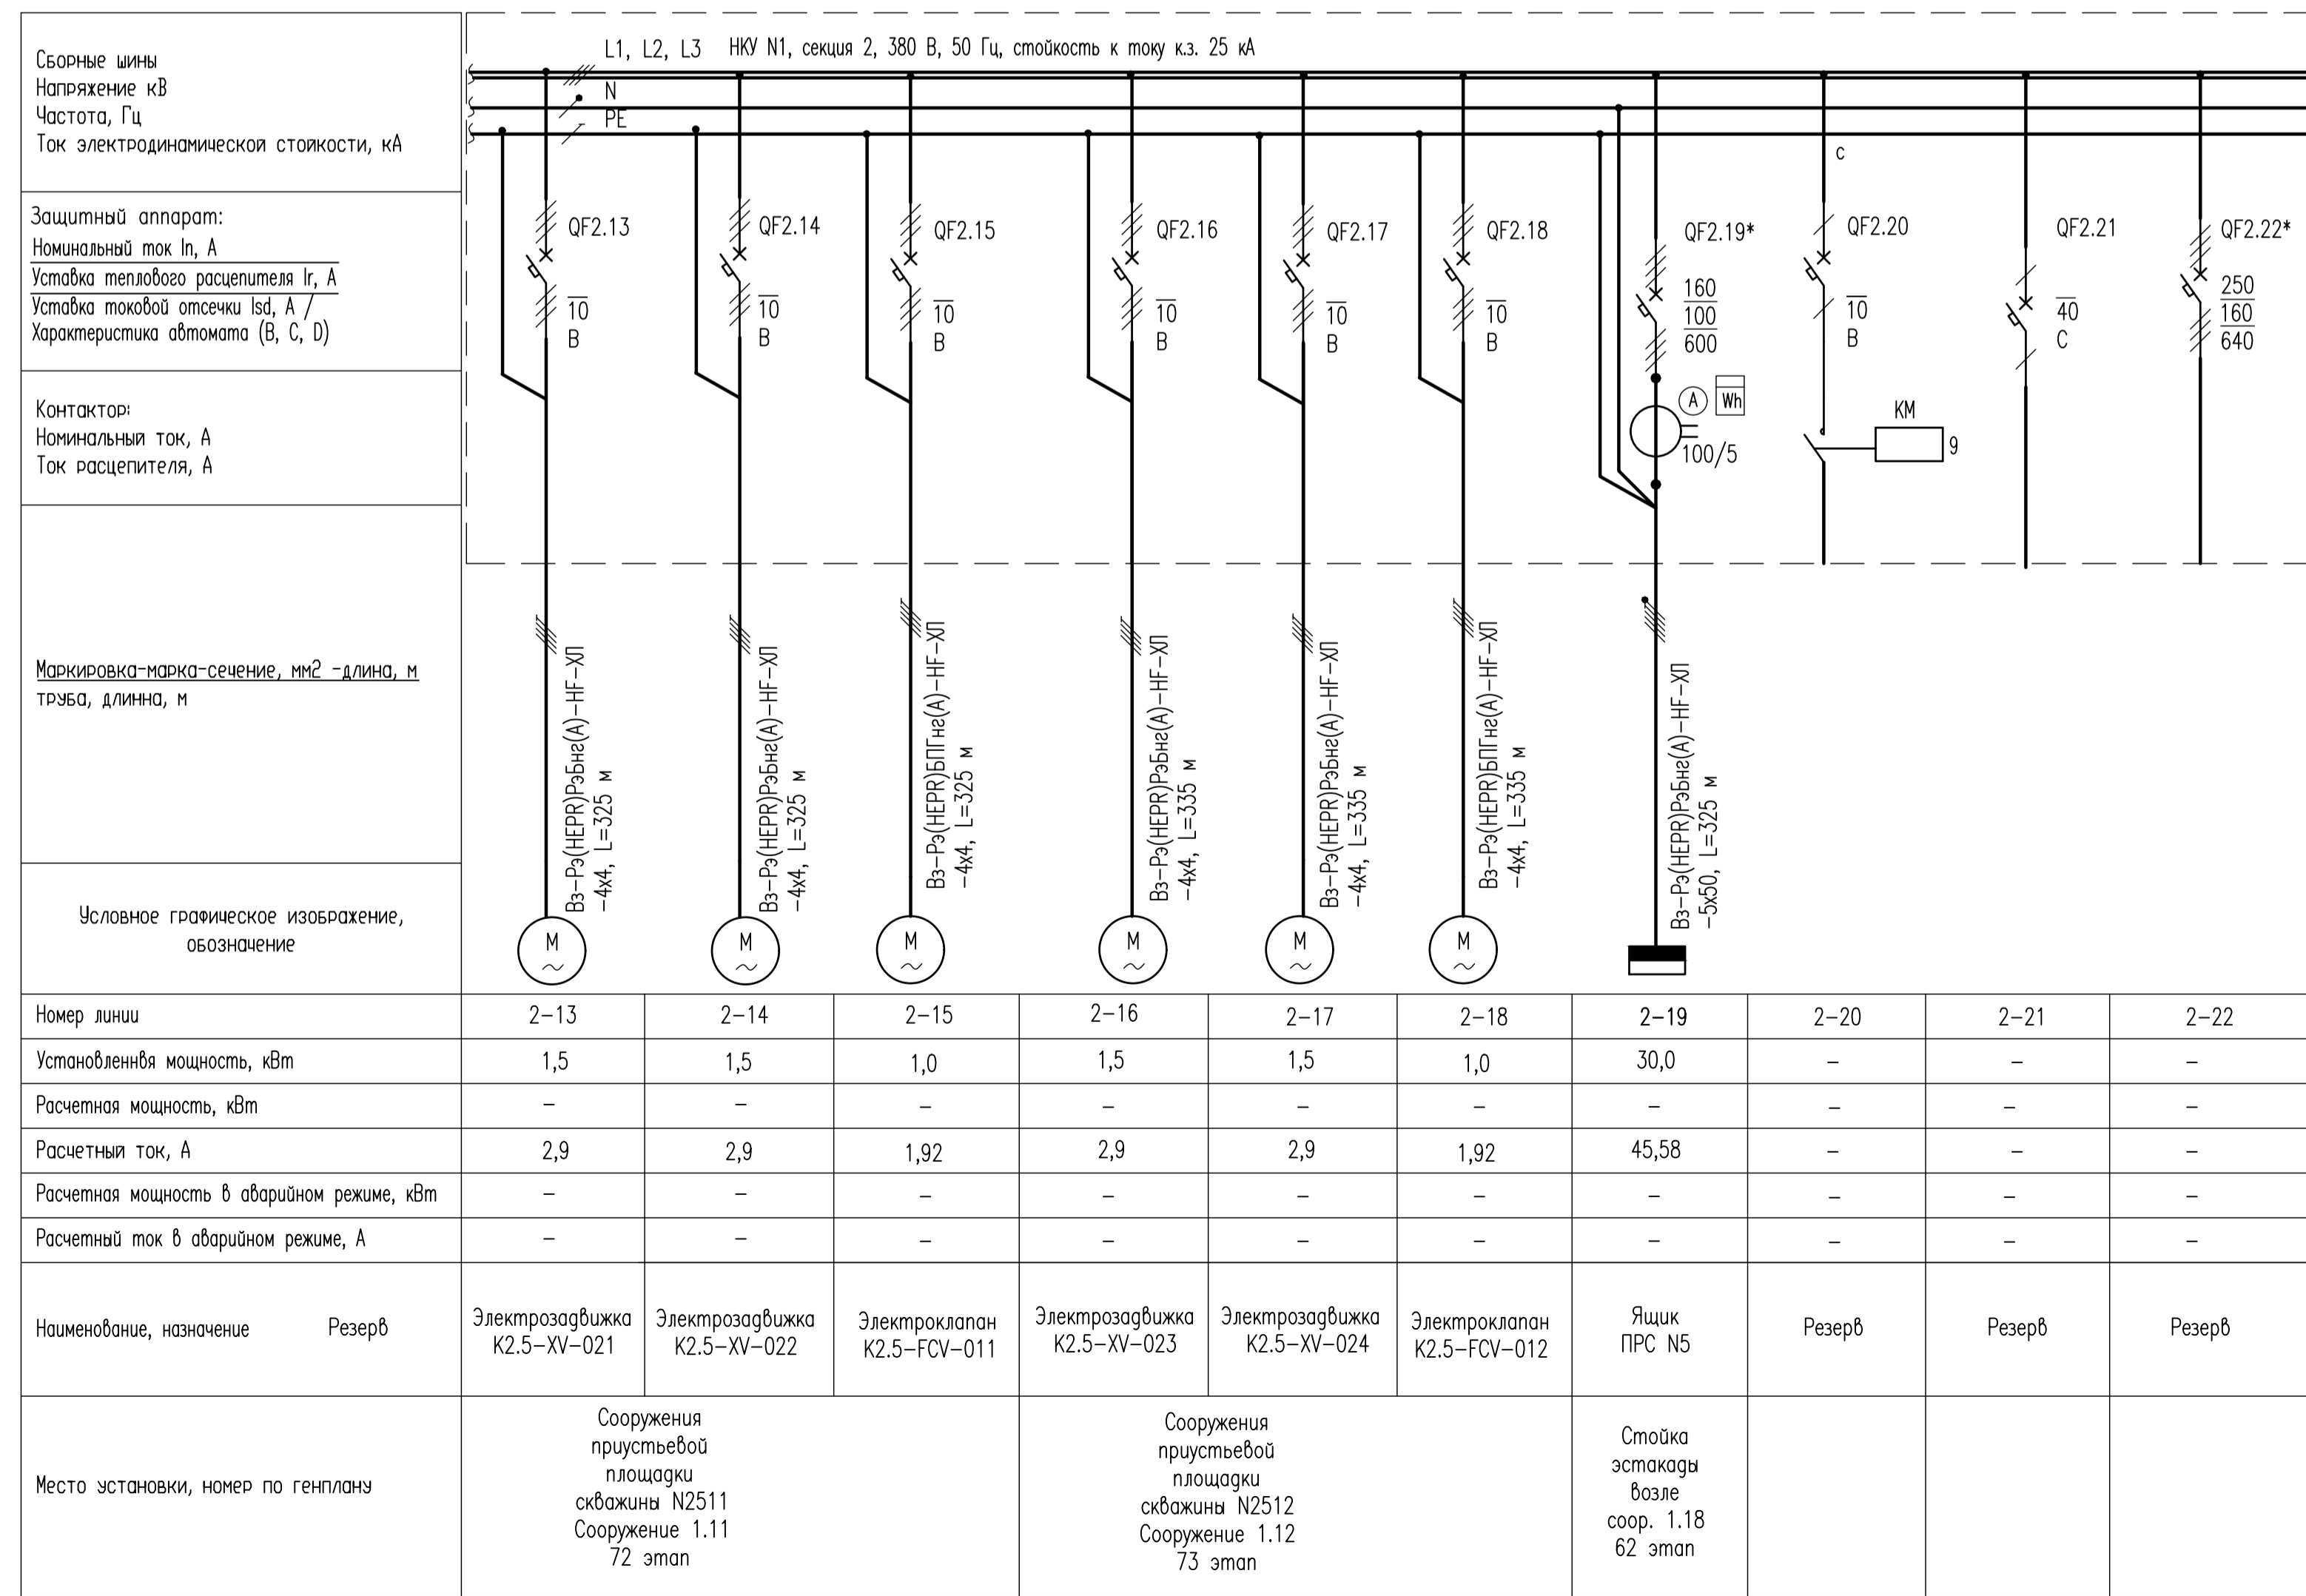 Сборные шины
Напряжение кВ
Частота, Гц
Ток электродинамической стойкости, кА
L1, L2, L3 НКУ N1, секция 2, 380 В, 50 Гц, стойкость к току к.з. 25 кА
N
PE
c
Защитный аппарат:
Номинальный ток In, А
Уставка теплового расцепителя Ir, А
Уставка токовой отсечки Isd, А /
Характеристика автомата (B, C, D)
QF2.13
10
B
QF2.14
10
B
QF2.15
10
B
QF2.16
10
B
QF2.17
10
B
QF2.18
10
B
QF2.19*
160
100
600
QF2.20
10
B
QF2.21
40
C
QF2.22*
250
160
640
Контактор:
Номинальный ток, А
Ток расцепителя, А
A
Wh
100/5
KM
9
Маркировка-марка-сечение, мм2 -длина, м
труба, длинна, м
Вз-Рэ(HEPR)РэБнг(А)-HF-ХЛ
-4x4, L=325 м
Вз-Рэ(HEPR)РэБнг(А)-HF-ХЛ
-4x4, L=325 м
Вз-Рэ(HEPR)БПГнг(А)-HF-ХЛ
-4x4, L=325 м
Вз-Рэ(HEPR)РэБнг(А)-HF-ХЛ
-4x4, L=335 м
Вз-Рэ(HEPR)РэБнг(А)-HF-ХЛ
-4x4, L=335 м
Вз-Рэ(HEPR)БПГнг(А)-HF-ХЛ
-4x4, L=335 м
Вз-Рэ(HEPR)РэБнг(А)-HF-ХЛ
-5x50, L=325 м
Условное графическое изображение,
обозначение
M
~
M
~
M
~
M
~
M
~
M
~
Номер линии 2-13 2-14 2-15 2-16 2-17 2-18 2-19 2-20 2-21 2-22
Установленнвя мощность, кВт 1,5 1,5 1,0 1,5 1,5 1,0 30,0 - - -
Расчетная мощность, кВт - - - - - - - - - -
Расчетный ток, А 2,9 2,9 1,92 2,9 2,9 1,92 45,58 - - -
Расчетная мощность в аварийном режиме, кВт - - - - - - - - - -
Расчетный ток в аварийном режиме, А - - - - - - - - - -
Наименование, назначение Резерв
Электрозадвижка
K2.5-XV-021
Электрозадвижка
K2.5-XV-022
Электроклапан
K2.5-FCV-011
Электрозадвижка
K2.5-XV-023
Электрозадвижка
K2.5-XV-024
Электроклапан
K2.5-FCV-012
Ящик
ПРС N5
Резерв
Резерв
Резерв
Место установки, номер по генплану
Сооружения
приустьевой
площадки
скважины N2511
Сооружение 1.11
72 этап
Сооружения
приустьевой
площадки
скважины N2512
Сооружение 1.12
73 этап
Стойка
эстакады
возле
соор. 1.18
62 этап